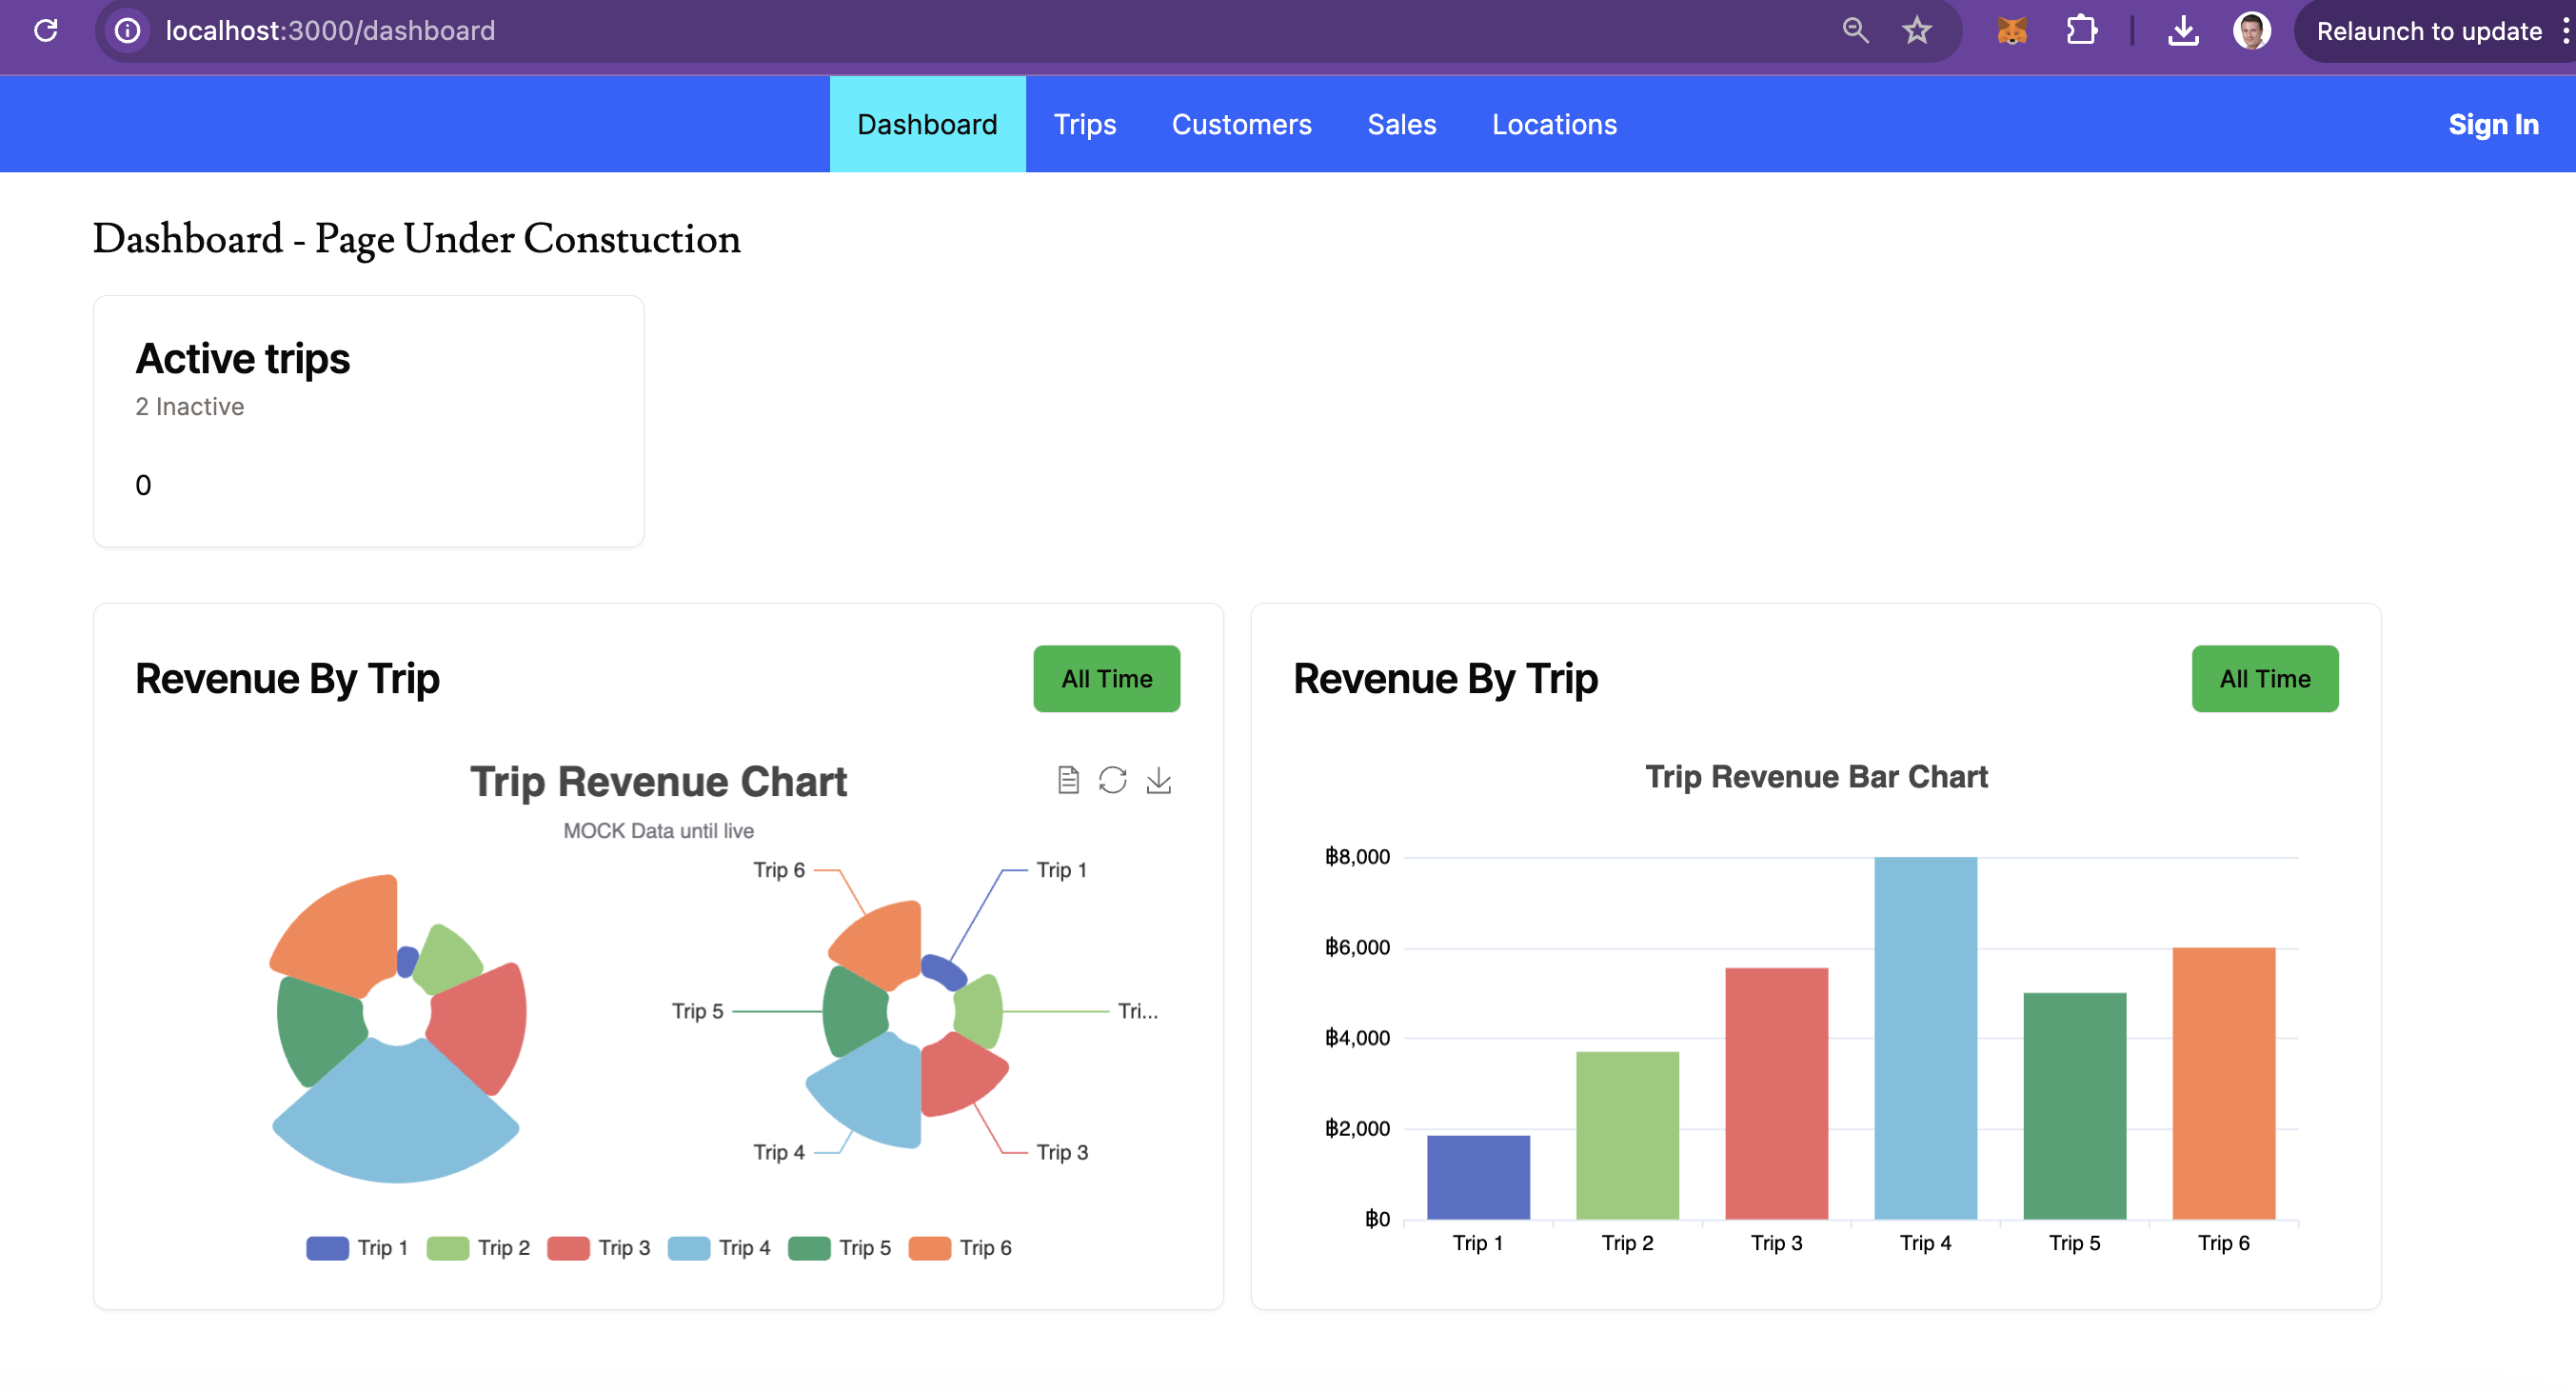 localhost:3000/dashboard
Relaunch to update
Dashboard Trips Customers Sales Locations Sign In
Dashboard - Page Under Constuction
Active trips
2 Inactive
0
Revenue By Trip
All Time
Trip Revenue Chart
MOCK Data until live
Trip 6
Trip 1
Trip 5
Tri...
Trip 4
Trip 3
Trip 1 Trip 2 Trip 3 Trip 4 Trip 5 Trip 6
Revenue By Trip
All Time
Trip Revenue Bar Chart
฿8,000
฿6,000
฿4,000
฿2,000
฿0
Trip 1 Trip 2 Trip 3 Trip 4 Trip 5 Trip 6